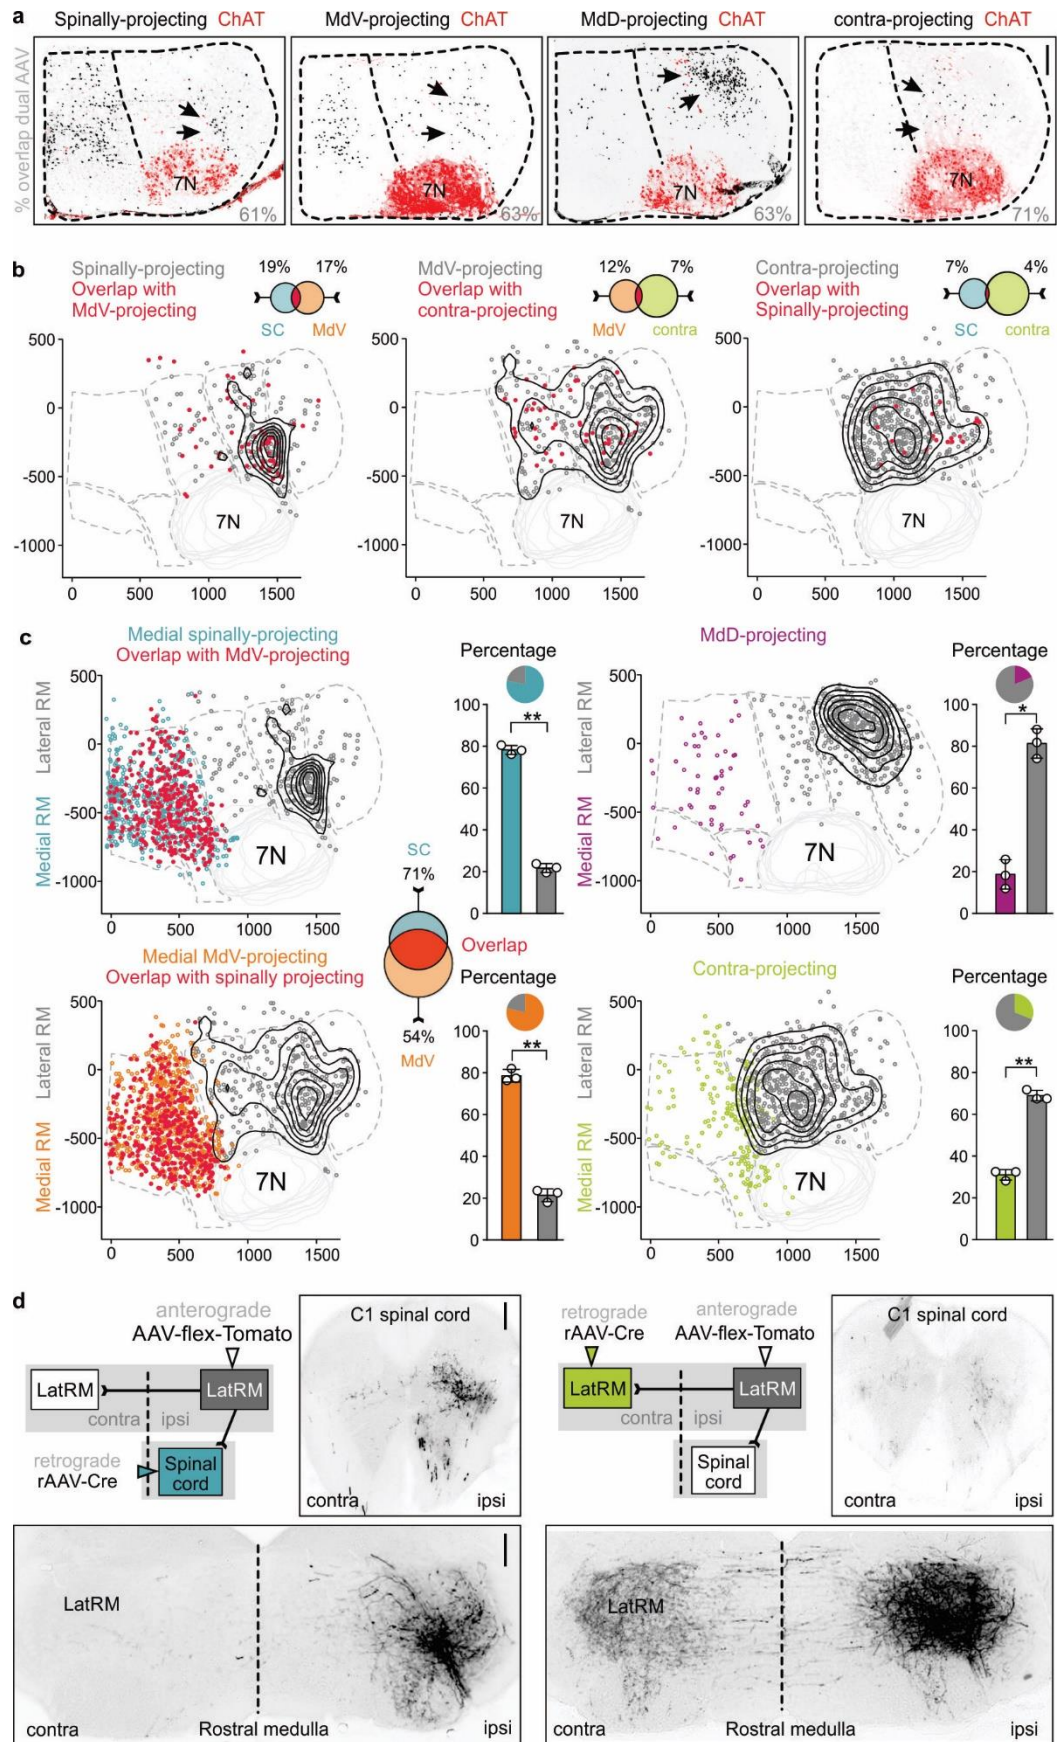 a
Spinally-projecting ChAT
MdV-projecting ChAT
MdD-projecting ChAT
contra-projecting ChAT
% overlap dual AAV
7N
61%
7N
63%
7N
63%
7N
71%
b
Spinally-projecting
Overlap with
MdV-projecting
19% 17%
SC MdV
500
0
-500
-1000
7N
0 500 1000 1500
MdV-projecting
Overlap with
contra-projecting
12% 7%
MdV contra
500
0
-500
-1000
7N
0 500 1000 1500
Contra-projecting
Overlap with
Spinally-projecting
7% 4%
SC contra
500
0
-500
-1000
7N
0 500 1000 1500
c
Medial spinally-projecting
Overlap with MdV-projecting
Medial RM Lateral RM
500
0
-500
-1000
7N
0 500 1000 1500
Percentage
100
80
60
40
20
0
**
MdD-projecting
Medial RM Lateral RM
500
0
-500
-1000
7N
0 500 1000 1500
Percentage
100
80
60
40
20
0
*
SC
71%
Overlap
54%
MdV
Medial MdV-projecting
Overlap with spinally projecting
Medial RM Lateral RM
500
0
-500
-1000
7N
0 500 1000 1500
Percentage
100
80
60
40
20
0
**
Contra-projecting
Medial RM Lateral RM
500
0
-500
-1000
7N
0 500 1000 1500
Percentage
100
80
60
40
20
0
**
d
anterograde
AAV-flex-Tomato
LatRM
LatRM
contra
ipsi
retrograde
rAAV-Cre
Spinal
cord
C1 spinal cord
contra
ipsi
retrograde
rAAV-Cre
anterograde
AAV-flex-Tomato
LatRM
LatRM
contra
ipsi
Spinal
cord
C1 spinal cord
contra
ipsi
LatRM
contra
Rostral medulla
ipsi
LatRM
contra
Rostral medulla
ipsi